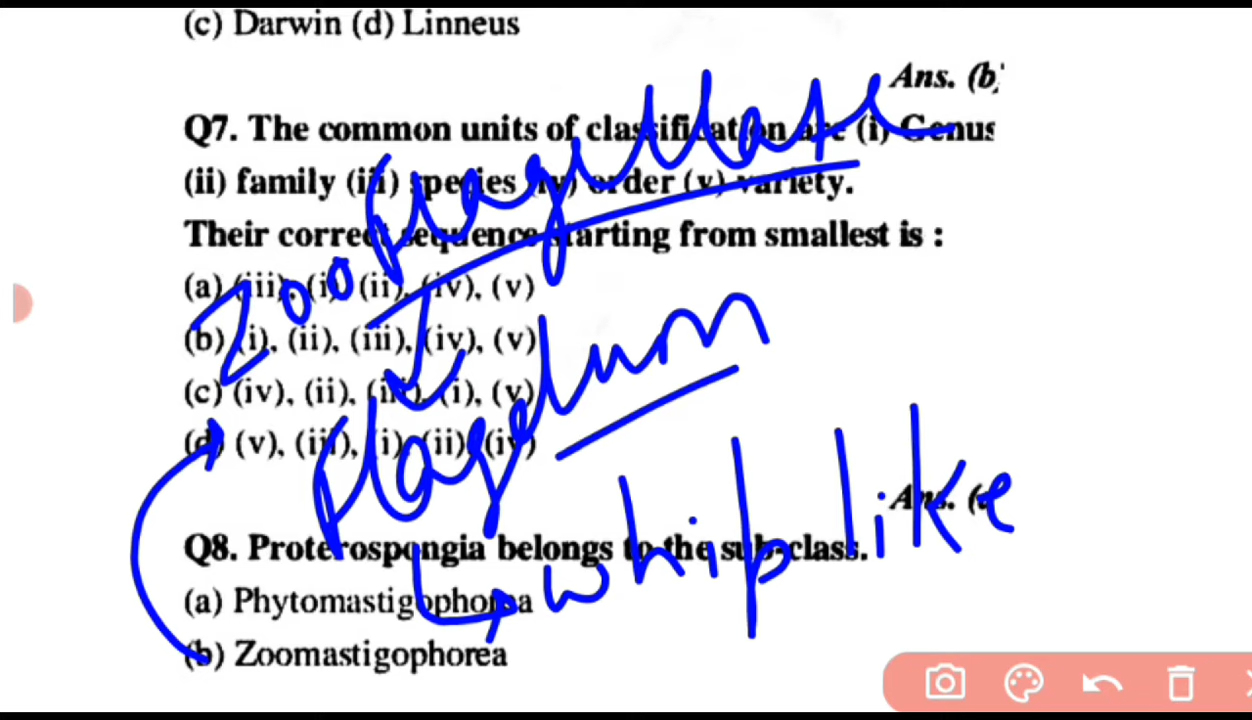 (c) Darwin (d) Linneus
Ans. (b)
Q7. The common units of classification are (i) Genus
(ii) family (iii) species (iv) order (v) variety.
Their correct sequence starting from smallest is :
(a) (iii), (i), (ii), (iv), (v)
(b) (i), (ii), (iii), (iv), (v)
(c) (iv), (ii), (iii), (i), (v)
(d) (v), (iii), (i), (ii), (iv)
Ans. (d
Q8. Proterospongia belongs to the sub-class.
(a) Phytomastigophorea
(b) Zoomastigophorea
Zooflagellate
flagelum
whiplike